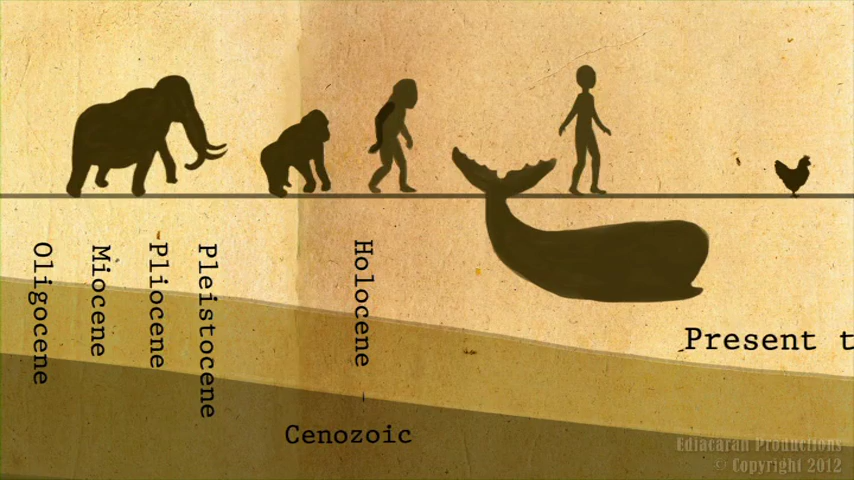 Oligocene
Miocene
Pliocene
Pleistocene
Holocene
Cenozoic
Present t
Ediacaran Productions
© Copyright 2012